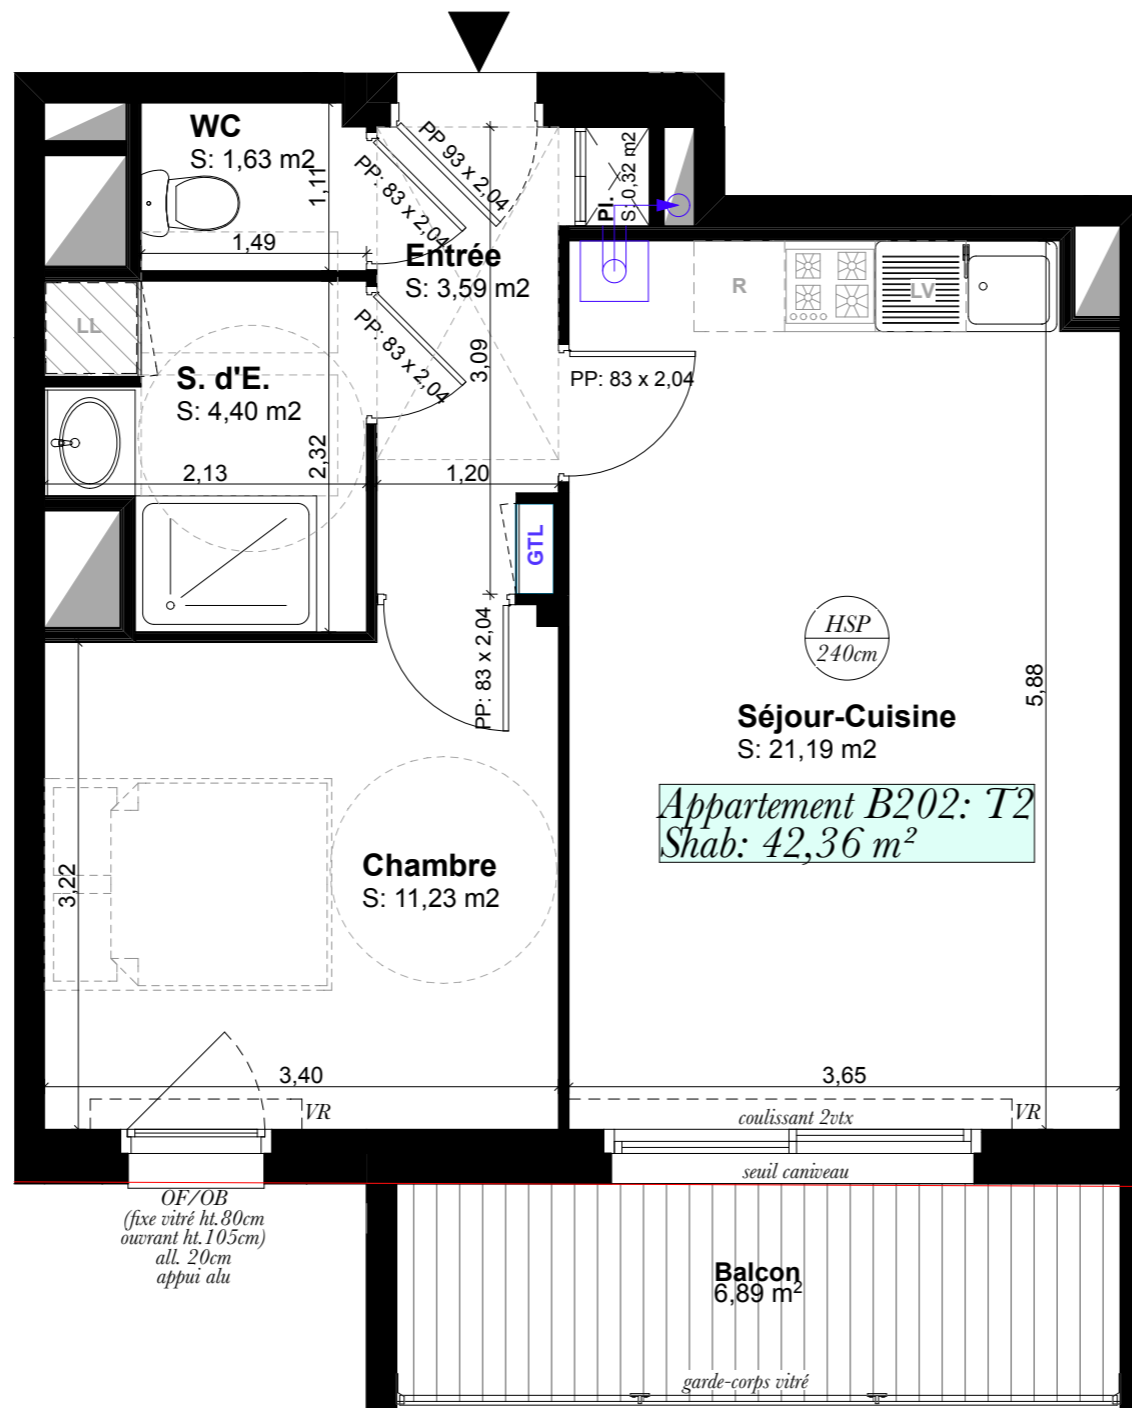 WC
S: 1,63 m2
1,11
1,49
PP 93 x 2,04
PP: 83 x 2,04
Entrée
S: 3,59 m2
Pl.
S: 0,32 m2
R
LV
LL
PP: 83 x 2,04
3,09
PP: 83 x 2,04
S. d'E.
S: 4,40 m2
2,13
2,32
1,20
GTL
HSP
240cm
PP: 83 x 2,04
5,88
Séjour-Cuisine
S: 21,19 m2
Appartement B202: T2
Shab: 42,36 m²
Chambre
S: 11,23 m2
3,22
3,40
3,65
VR
coulissant 2vtx
VR
seuil caniveau
OF/OB
(fixe vitré ht.80cm
ouvrant ht.105cm)
all. 20cm
appui alu
Balcon
6,89 m²
garde-corps vitré